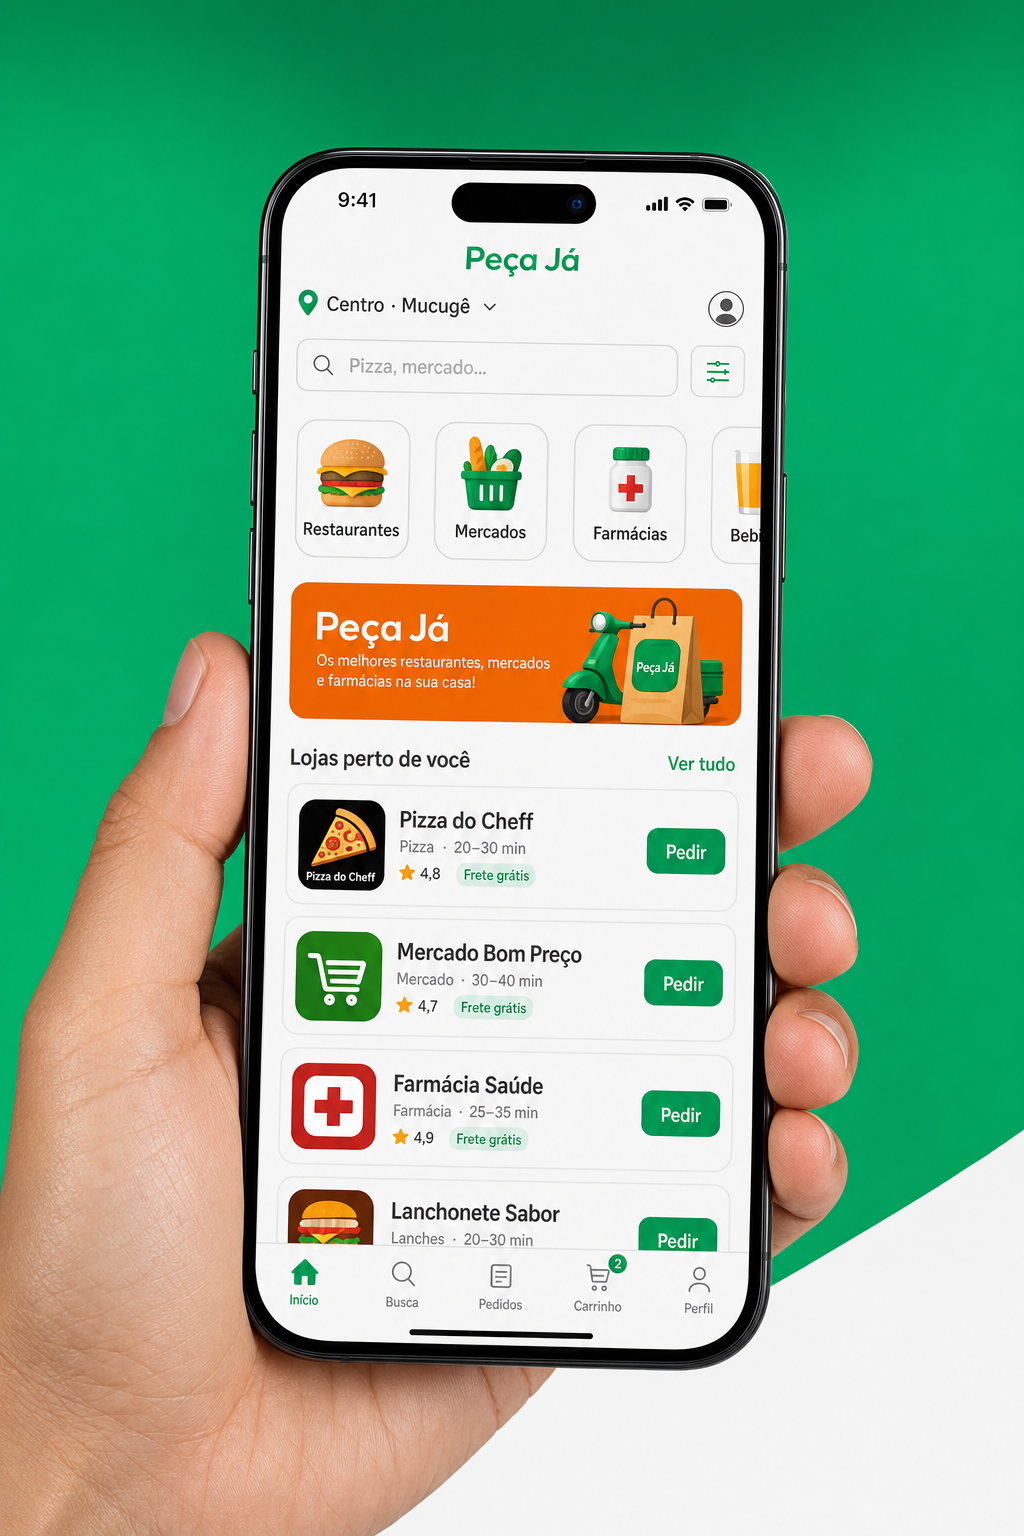 9:41
Peça Já
Centro · Mucugê
Pizza, mercado...
Restaurantes
Mercados
Farmácias
Bebi
Peça Já
Os melhores restaurantes, mercados
e farmácias na sua casa!
Peça Já
Lojas perto de você
Ver tudo
Pizza do Cheff
Pizza do Cheff
Pizza · 20–30 min
4,8
Frete grátis
Pedir
Mercado Bom Preço
Mercado · 30–40 min
4,7
Frete grátis
Pedir
Farmácia Saúde
Farmácia · 25–35 min
4,9
Frete grátis
Pedir
Lanchonete Sabor
Lanches · 20–30 min
Pedir
Início
Busca
Pedidos
2
Carrinho
Perfil